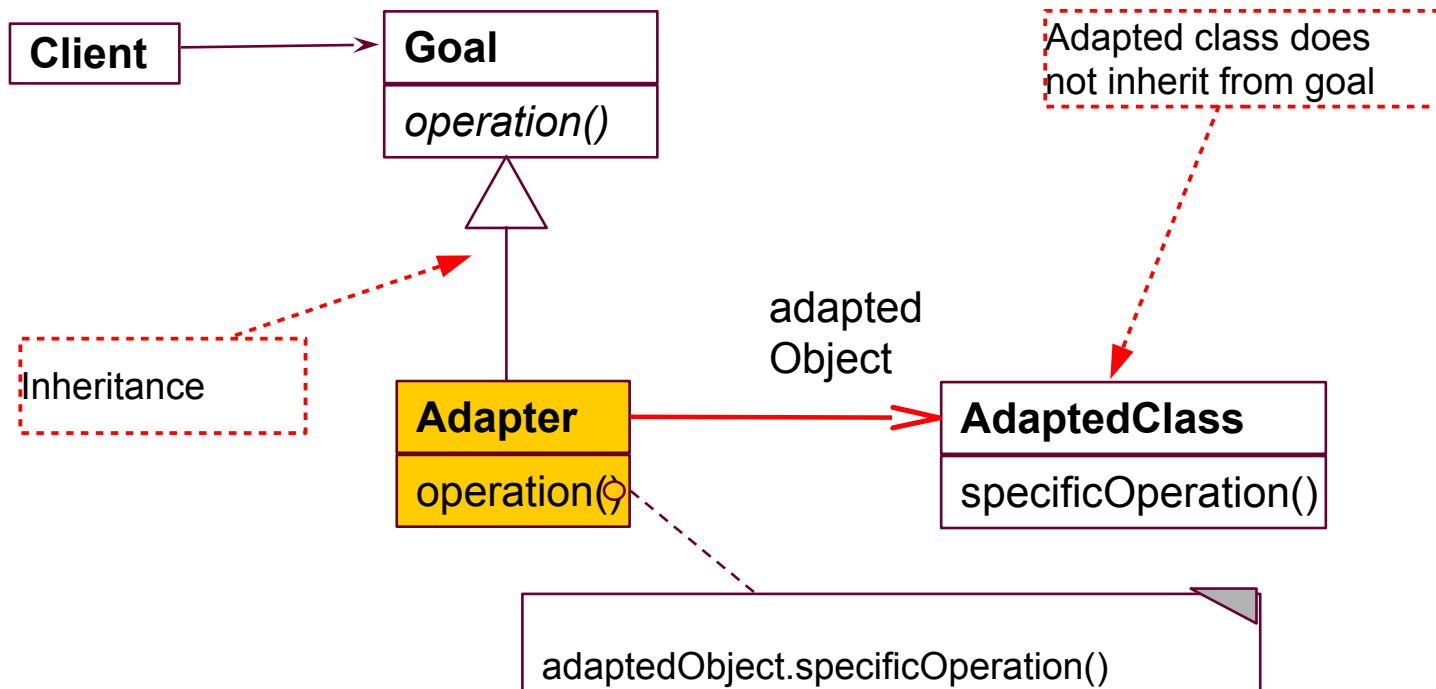 Client
Goal
operation()
Adapted class does
not inherit from goal
Inheritance
adapted
Object
Adapter
operation()
AdaptedClass
specificOperation()
adaptedObject.specificOperation()